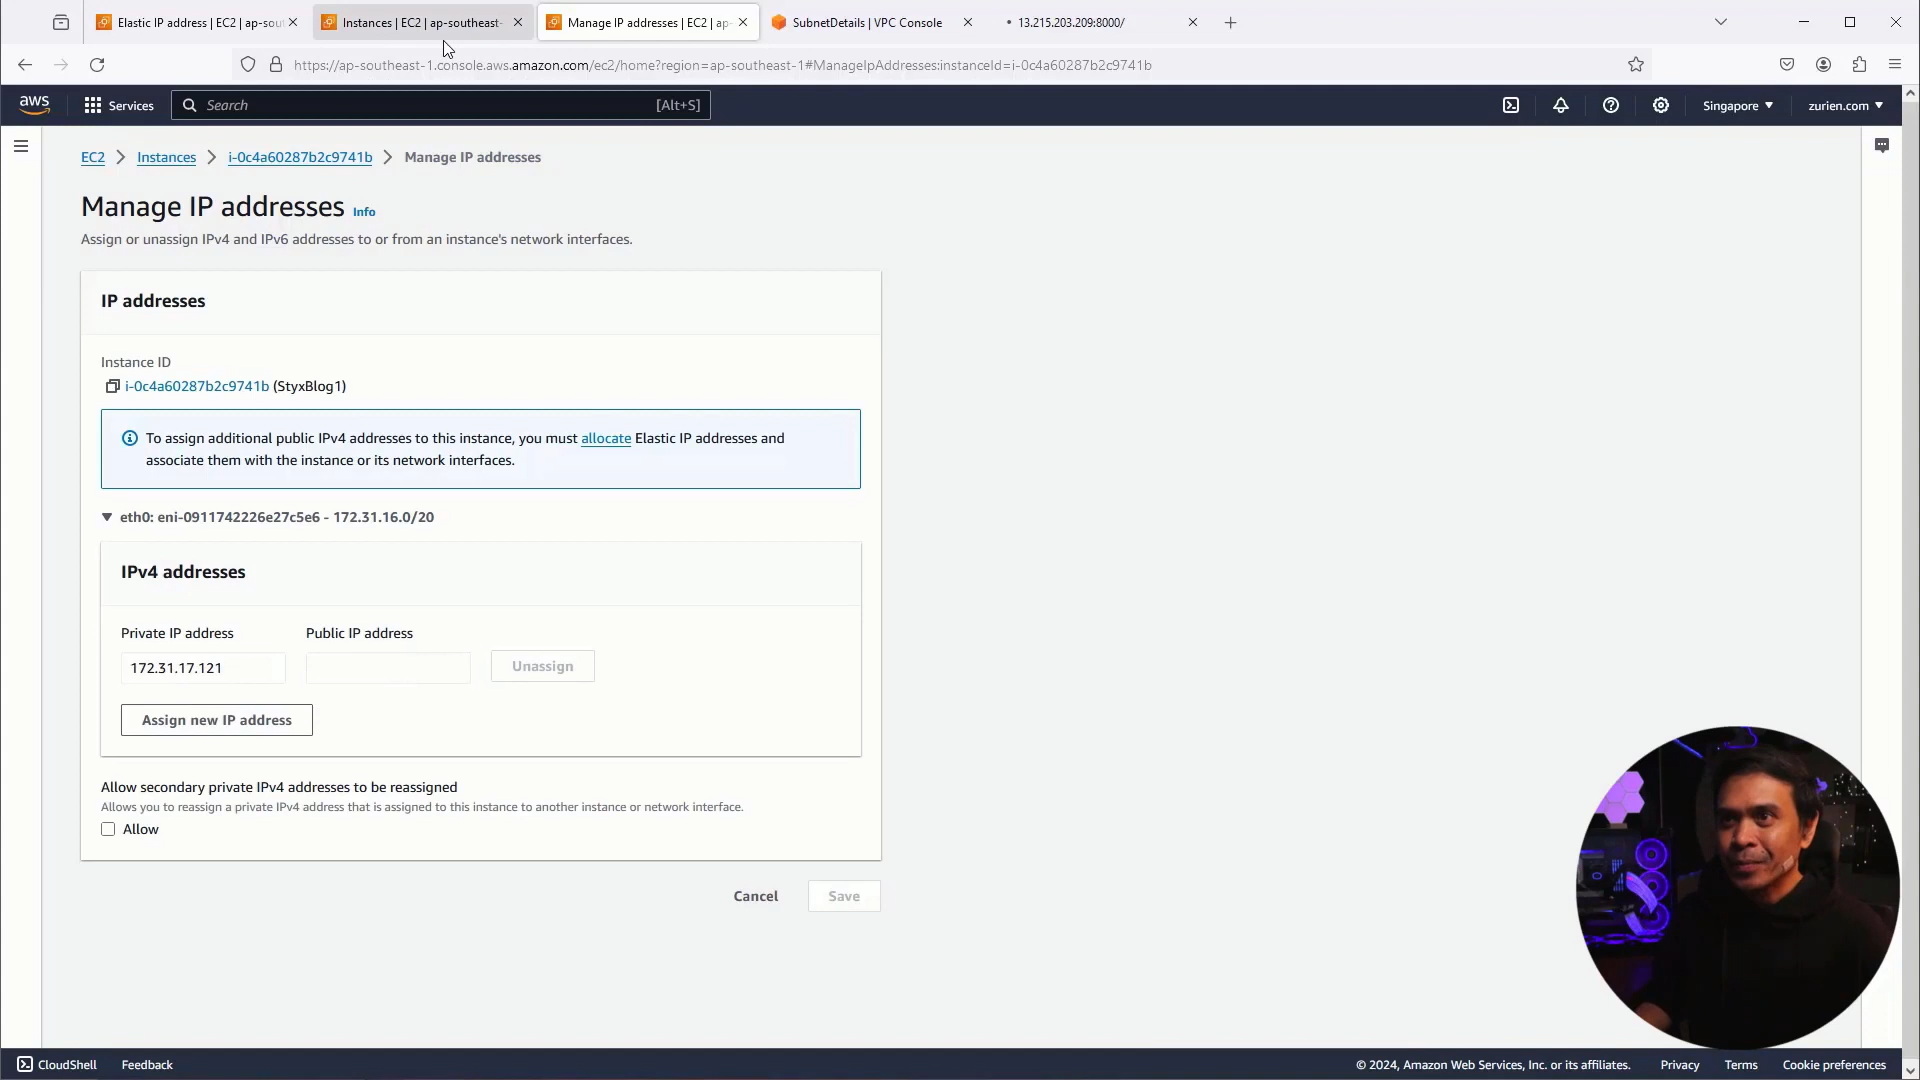 Elastic IP address | EC2 | ap-sou
Instances | EC2 | ap-southeast-
Manage IP addresses | EC2 | ap-
SubnetDetails | VPC Console
13.215.203.209:8000/
https://ap-southeast-1.console.aws.amazon.com/ec2/home?region=ap-southeast-1#ManageIpAddresses:instanceId=i-0c4a60287b2c9741b
aws
Services
Search
[Alt+S]
Singapore
zurien.com
EC2
Instances
i-0c4a60287b2c9741b
Manage IP addresses
Manage IP addresses Info
Assign or unassign IPv4 and IPv6 addresses to or from an instance's network interfaces.
IP addresses
Instance ID
i-0c4a60287b2c9741b (StyxBlog1)
To assign additional public IPv4 addresses to this instance, you must allocate Elastic IP addresses and
associate them with the instance or its network interfaces.
eth0: eni-0911742226e27c5e6 - 172.31.16.0/20
IPv4 addresses
Private IP address
Public IP address
172.31.17.121
Unassign
Assign new IP address
Allow secondary private IPv4 addresses to be reassigned
Allows you to reassign a private IPv4 address that is assigned to this instance to another instance or network interface.
Allow
Cancel
Save
CloudShell
Feedback
© 2024, Amazon Web Services, Inc. or its affiliates.
Privacy
Terms
Cookie preferences